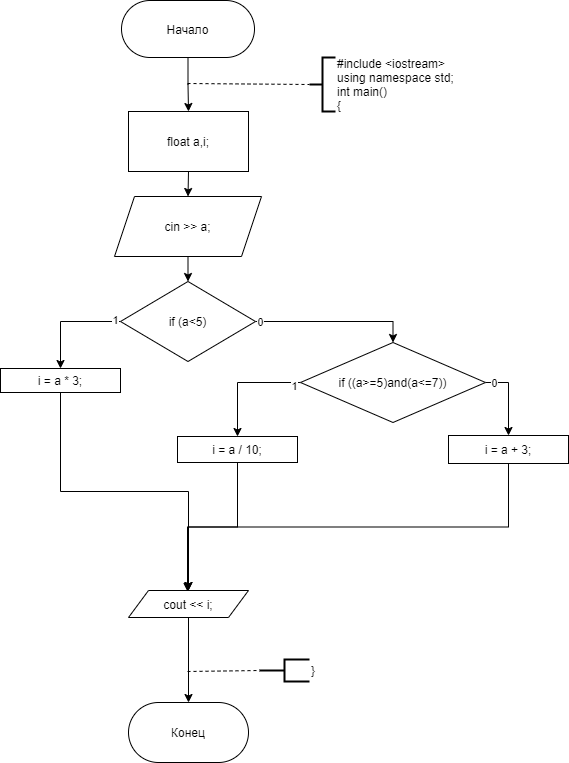 Начало
#include <iostream>
using namespace std;
int main()
{
float a,i;
cin >> a;
if (a<5)
1
0
i = a * 3;
if ((a>=5)and(a<=7))
1
0
i = a / 10;
i = a + 3;
cout << i;
}
Конец